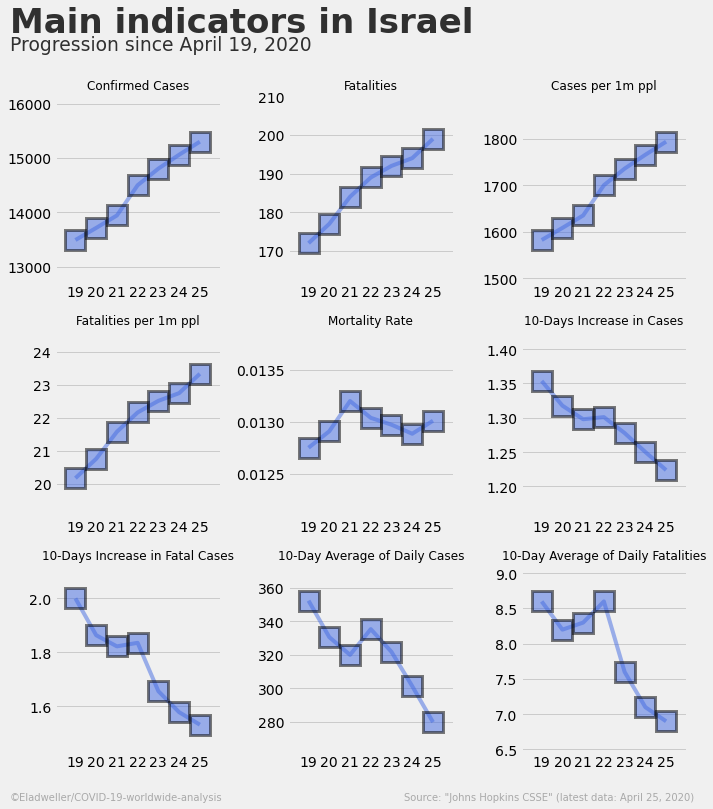 Main indicators in Israel
Progression since April 19, 2020
Confirmed Cases
16000
15000
14000
13000
19 20 21 22 23 24 25
Fatalities
210
200
190
180
170
19 20 21 22 23 24 25
Cases per 1m ppl
1800
1700
1600
1500
19 20 21 22 23 24 25
Fatalities per 1m ppl
24
23
22
21
20
19 20 21 22 23 24 25
Mortality Rate
0.0135
0.0130
0.0125
19 20 21 22 23 24 25
10-Days Increase in Cases
1.40
1.35
1.30
1.25
1.20
19 20 21 22 23 24 25
10-Days Increase in Fatal Cases
2.0
1.8
1.6
19 20 21 22 23 24 25
10-Day Average of Daily Cases
360
340
320
300
280
19 20 21 22 23 24 25
10-Day Average of Daily Fatalities
9.0
8.5
8.0
7.5
7.0
6.5
19 20 21 22 23 24 25
©Eladweller/COVID-19-worldwide-analysis
Source: "Johns Hopkins CSSE" (latest data: April 25, 2020)